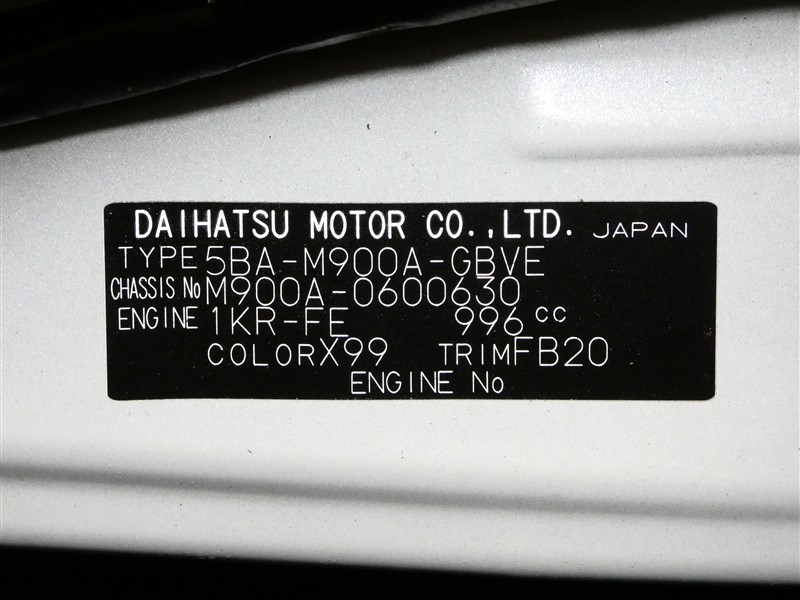 DAIHATSU MOTOR CO.,LTD. JAPAN
TYPE 5BA-M900A-GBVE
CHASSIS No M900A-0600630
ENGINE 1KR-FE 996 cc
COLOR X99 TRIM FB20
ENGINE No